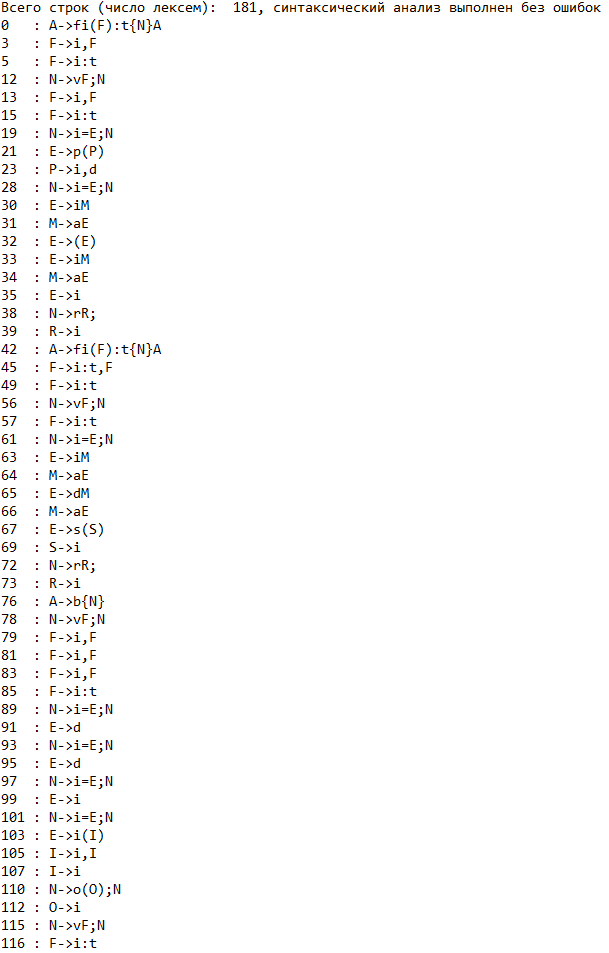 Всего строк (число лексем):  181, синтаксический анализ выполнен без ошибок
0   : A->fi(F):t{N}A
3   : F->i,F
5   : F->i:t
12  : N->vF;N
13  : F->i,F
15  : F->i:t
19  : N->i=E;N
21  : E->p(P)
23  : P->i,d
28  : N->i=E;N
30  : E->iM
31  : M->aE
32  : E->(E)
33  : E->iM
34  : M->aE
35  : E->i
38  : N->rR;
39  : R->i
42  : A->fi(F):t{N}A
45  : F->i:t,F
49  : F->i:t
56  : N->vF;N
57  : F->i:t
61  : N->i=E;N
63  : E->iM
64  : M->aE
65  : E->dM
66  : M->aE
67  : E->s(S)
69  : S->i
72  : N->rR;
73  : R->i
76  : A->b{N}
78  : N->vF;N
79  : F->i,F
81  : F->i,F
83  : F->i,F
85  : F->i:t
89  : N->i=E;N
91  : E->d
93  : N->i=E;N
95  : E->d
97  : N->i=E;N
99  : E->i
101 : N->i=E;N
103 : E->i(I)
105 : I->i,I
107 : I->i
110 : N->o(O);N
112 : O->i
115 : N->vF;N
116 : F->i:t